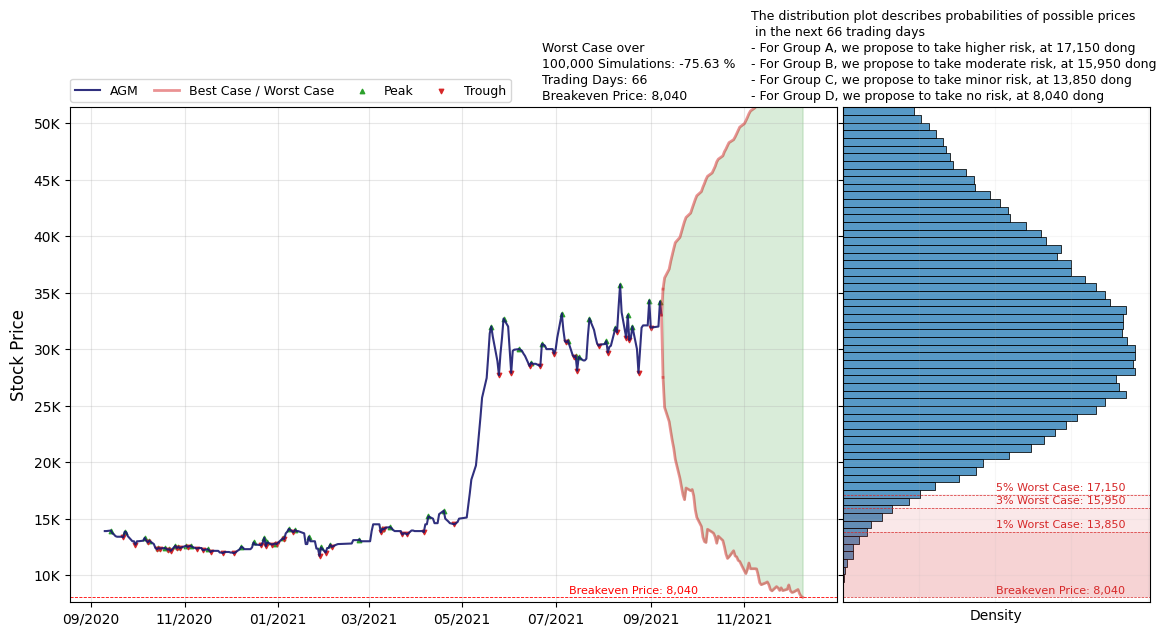 The distribution plot describes probabilities of possible prices
in the next 66 trading days
- For Group A, we propose to take higher risk, at 17,150 dong
- For Group B, we propose to take moderate risk, at 15,950 dong
- For Group C, we propose to take minor risk, at 13,850 dong
- For Group D, we propose to take no risk, at 8,040 dong
Worst Case over
100,000 Simulations: -75.63 %
Trading Days: 66
Breakeven Price: 8,040
AGM
Best Case / Worst Case
Peak
Trough
Stock Price
50K
45K
40K
35K
30K
25K
20K
15K
10K
09/2020
11/2020
01/2021
03/2021
05/2021
07/2021
09/2021
11/2021
Breakeven Price: 8,040
5% Worst Case: 17,150
3% Worst Case: 15,950
1% Worst Case: 13,850
Breakeven Price: 8,040
Density